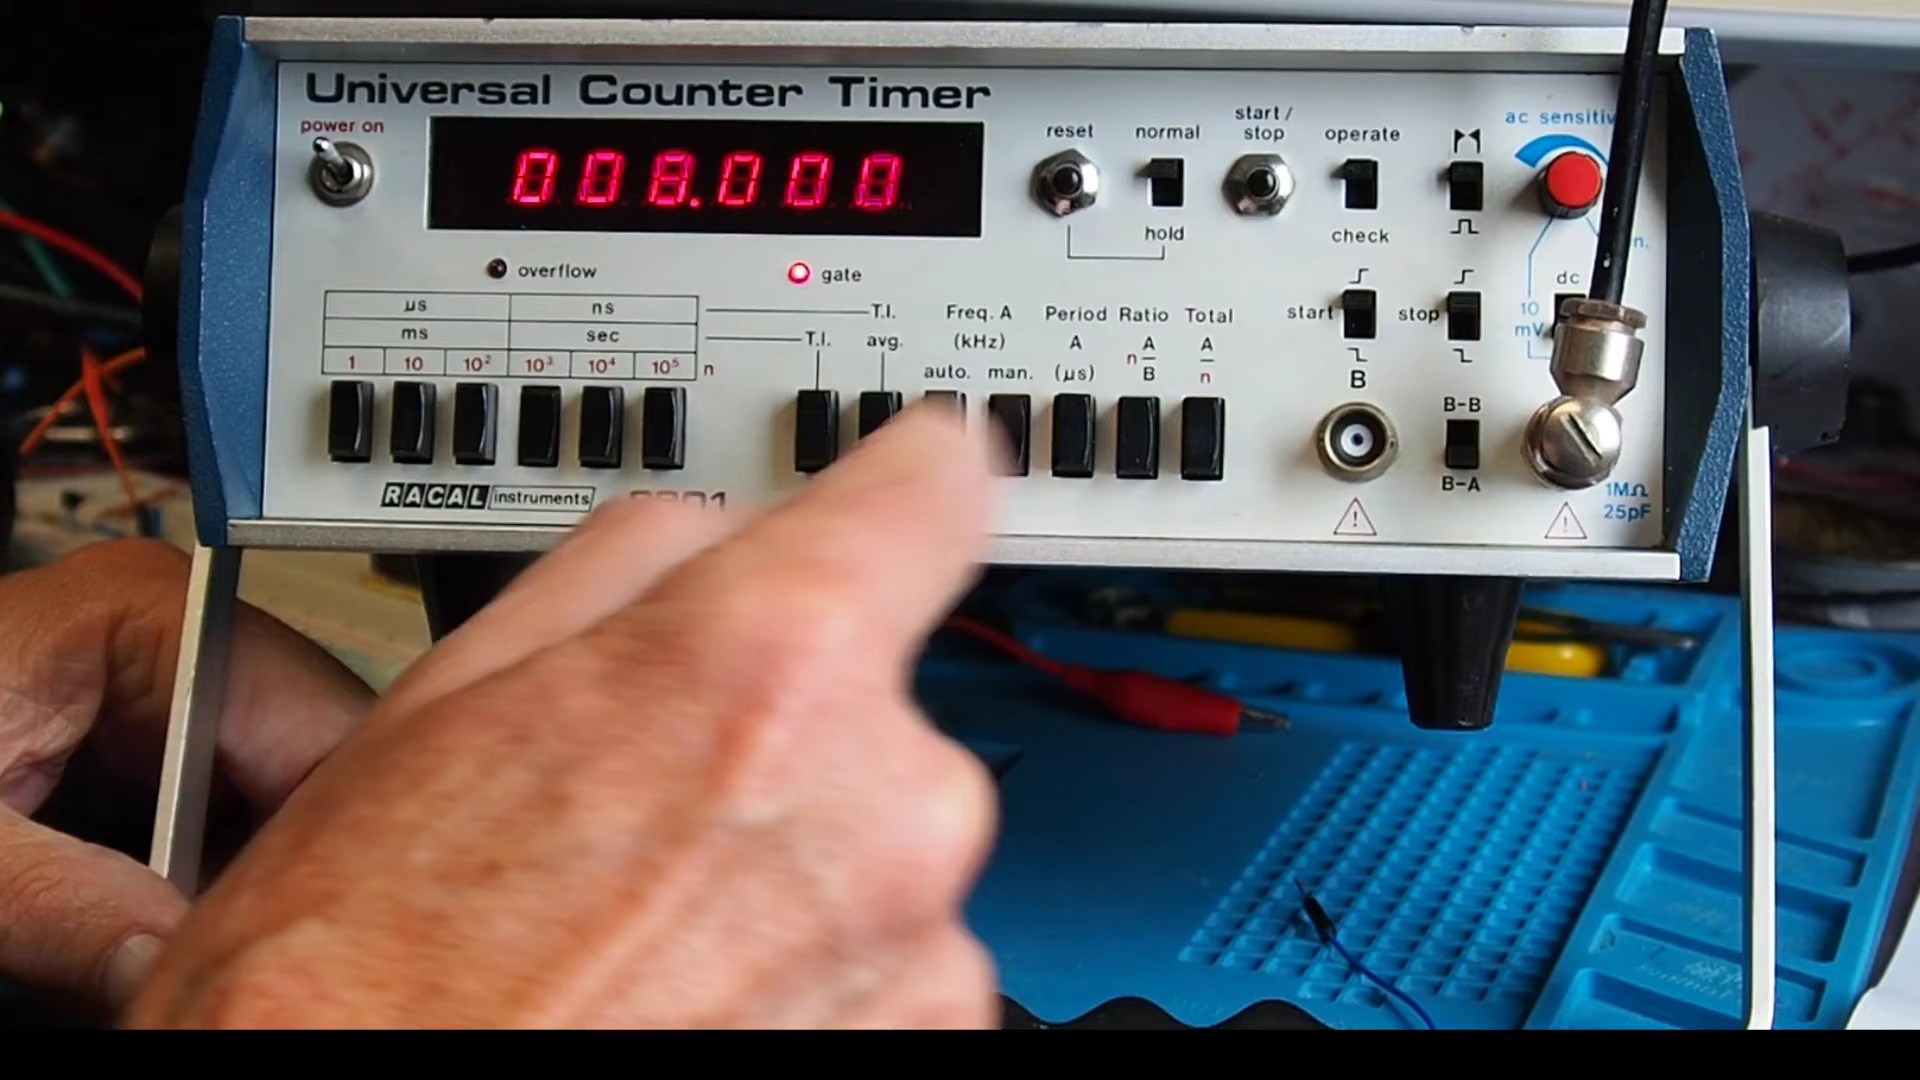 Universal Counter Timer
power on
008.000
reset
normal
start/
stop
operate
ac
hold
check
overflow
gate
dc
µs
ns
T.I.
Freq. A
Period
Ratio
Total
start
stop
10
mV
ms
sec
T.I.
avg.
(kHz)
A
n A/B
A/n
1
10
10²
10³
10⁴
10⁵
n
auto.
man.
(µs)
B
B-B
B-A
RACAL instruments
1MΩ
25pF